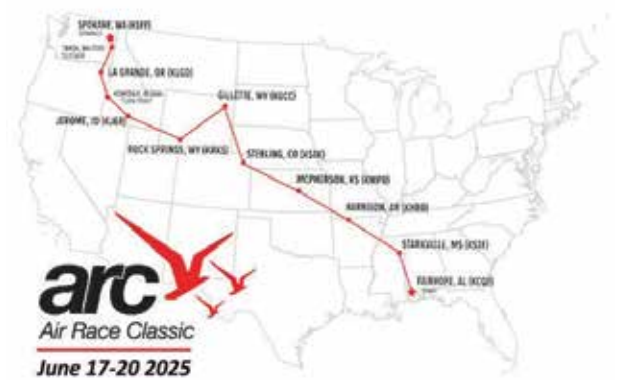 SPOKANE, WA (KSFF)
LA GRANDE, OR (KLGD)
GILLETTE, WY (KGCC)
JEROME, ID (KJER)
ROCK SPRINGS, WY (KRKS)
STERLING, CO (KSTK)
MCPHERSON, KS (KMPR)
HARRISON, AR (KHRO)
STARKVILLE, MS (KSTF)
FAIRHOPE, AL (KCQF)
arc
Air Race Classic
June 17-20 2025